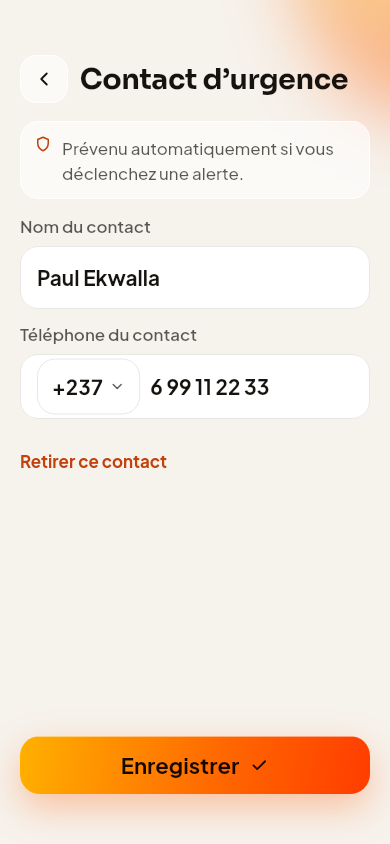 Contact d’urgence
Prévenu automatiquement si vous
déclenchez une alerte.
Nom du contact
Paul Ekwalla
Téléphone du contact
+237 6 99 11 22 33
Retirer ce contact
Enregistrer